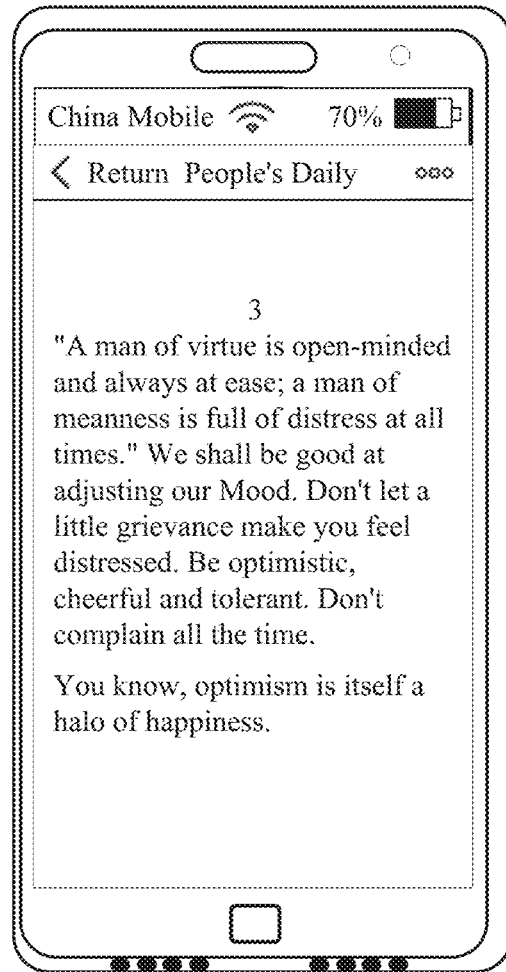 China Mobile 70%
Return People's Daily
3
"A man of virtue is open-minded
and always at ease; a man of
meanness is full of distress at all
times." We shall be good at
adjusting our Mood. Don't let a
little grievance make you feel
distressed. Be optimistic,
cheerful and tolerant. Don't
complain all the time.
You know, optimism is itself a
halo of happiness.